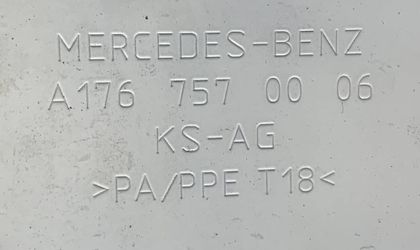 MERCEDES-BENZ
A176 757 00 06
KS-AG
>PA/PPE T18<